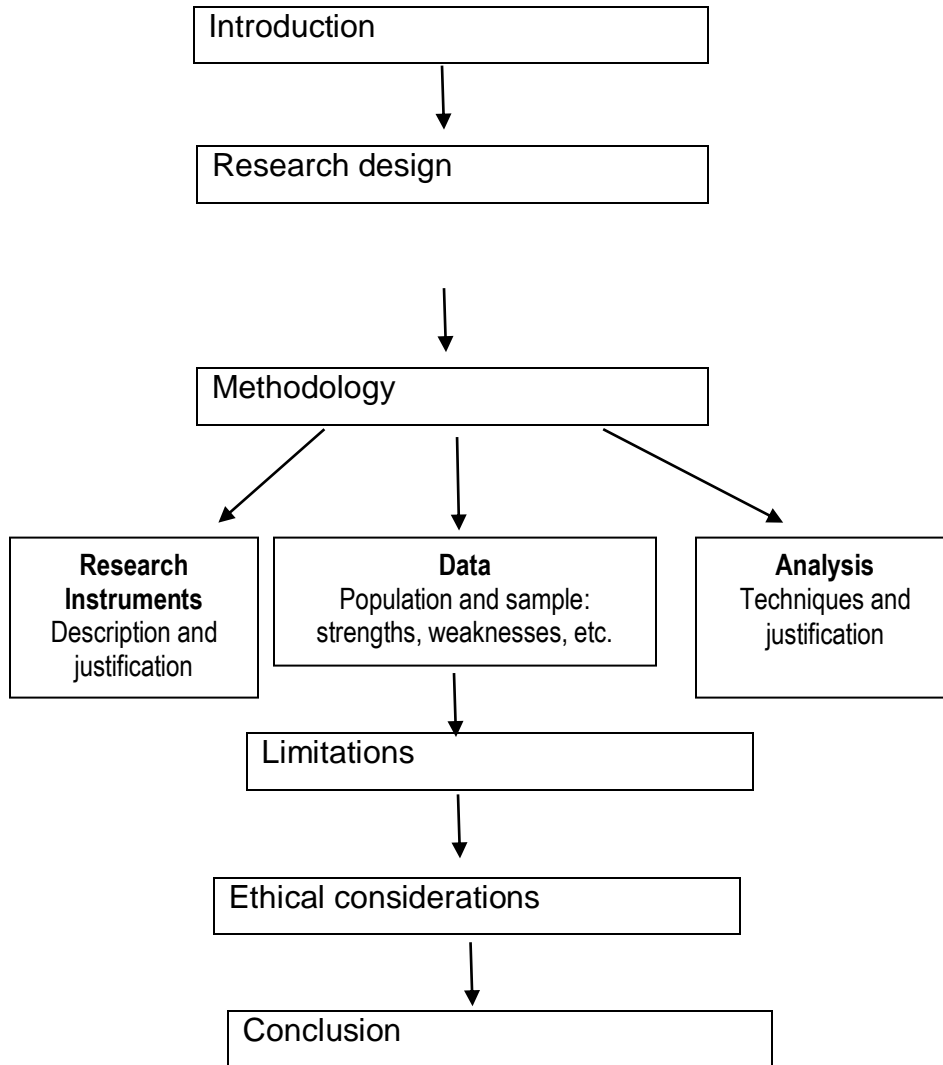 Introduction
Research design
Methodology
Research
Instruments
Description and
justification
Data
Population and sample:
strengths, weaknesses, etc.
Analysis
Techniques and
justification
Limitations
Ethical considerations
Conclusion